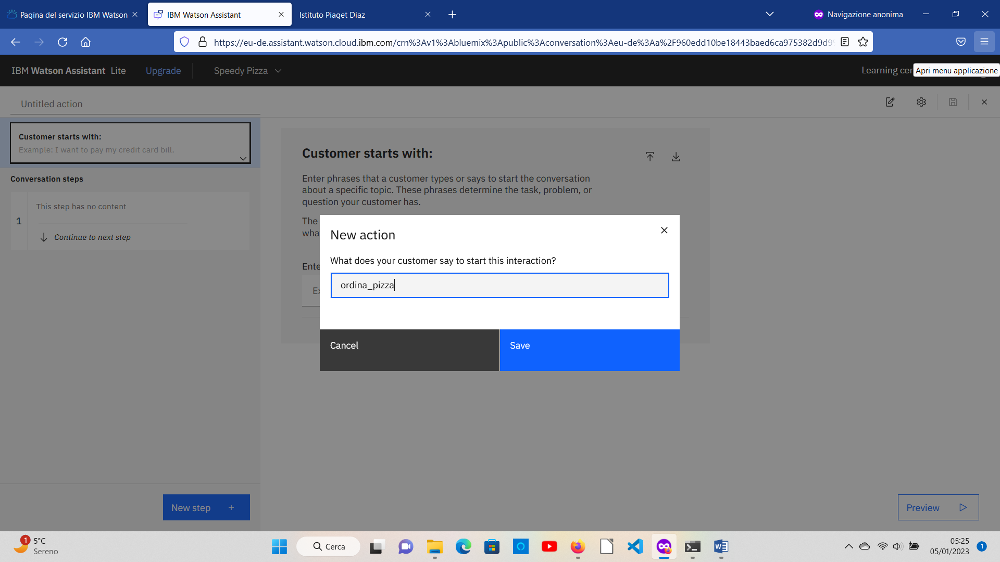 Pagina del servizio IBM Watson
IBM Watson Assistant
Istituto Piaget Diaz
Navigazione anonima
https://eu-de.assistant.watson.cloud.ibm.com/crn%3Av1%3Abluemix%3Apublic%3Aconversation%3Aeu-de%3Aa%2F960edd10be18443baed6ca975382d9d9
IBM Watson Assistant Lite
Upgrade
Speedy Pizza
Learning cer
Apri menu applicazione
Untitled action
Customer starts with:
Example: I want to pay my credit card bill.
Conversation steps
1
This step has no content
Continue to next step
New step +
Customer starts with:
Enter phrases that a customer types or says to start the conversation
about a specific topic. These phrases determine the task, problem, or
question your customer has.
The
wha
Ente
New action
What does your customer say to start this interaction?
ordina_pizza
Cancel
Save
Preview
1
5°C
Sereno
Cerca
05:25
05/01/2023
1